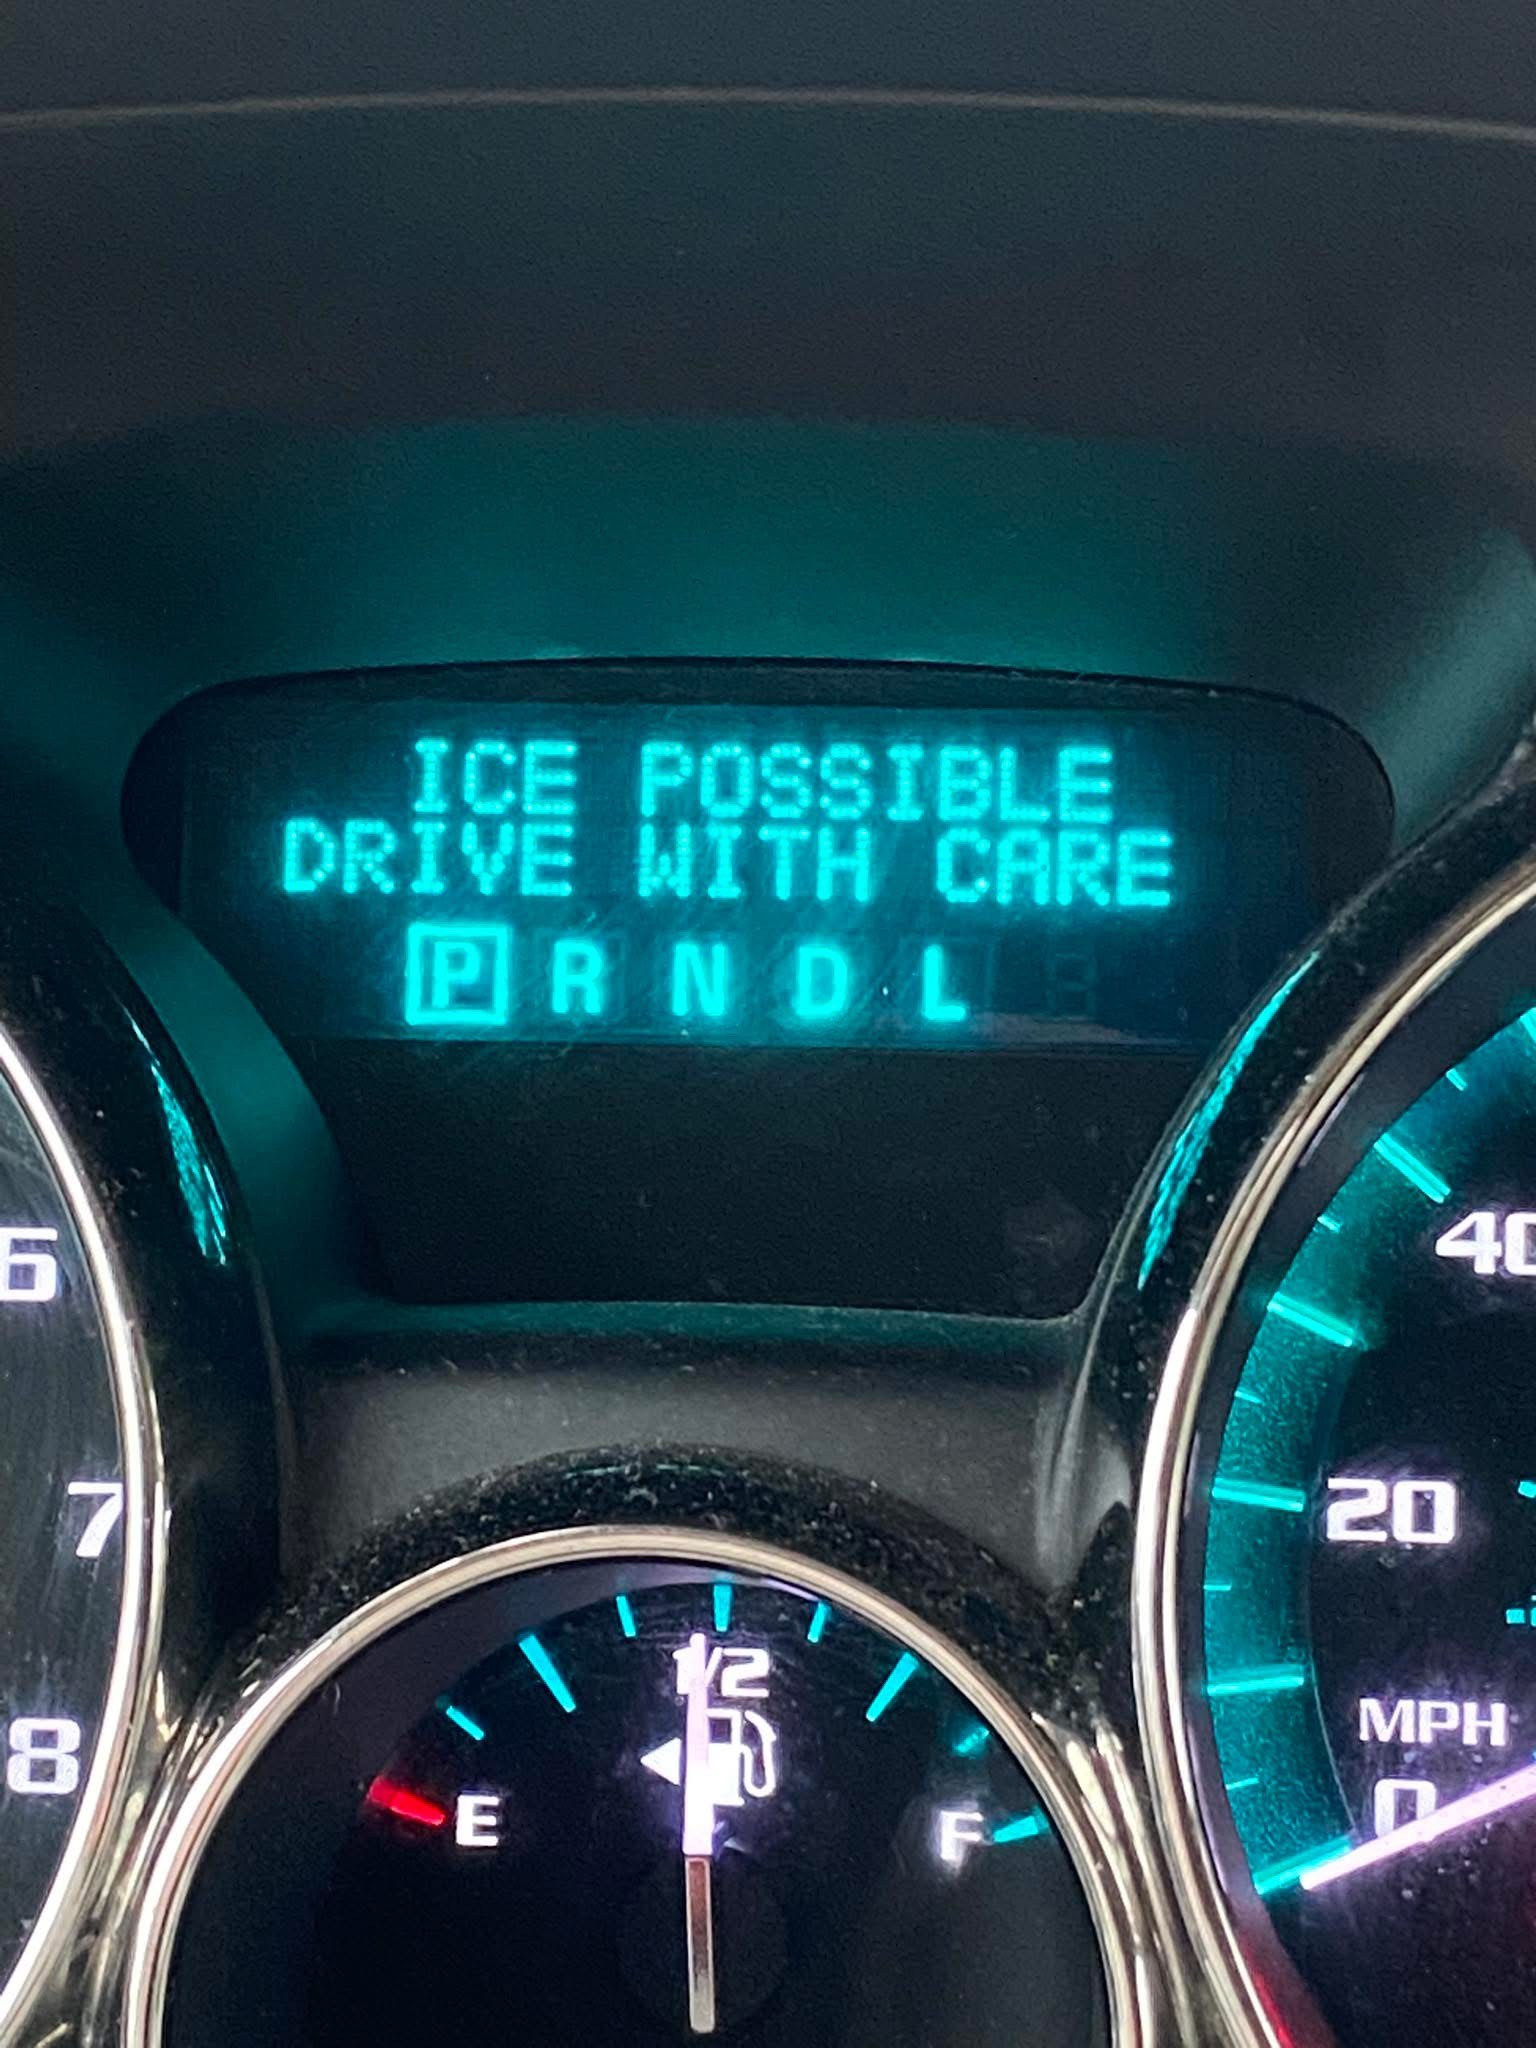 ICE POSSIBLE
DRIVE WITH CARE
P R N D L
6
7
8
40
20
MPH
0
1/2
E
F